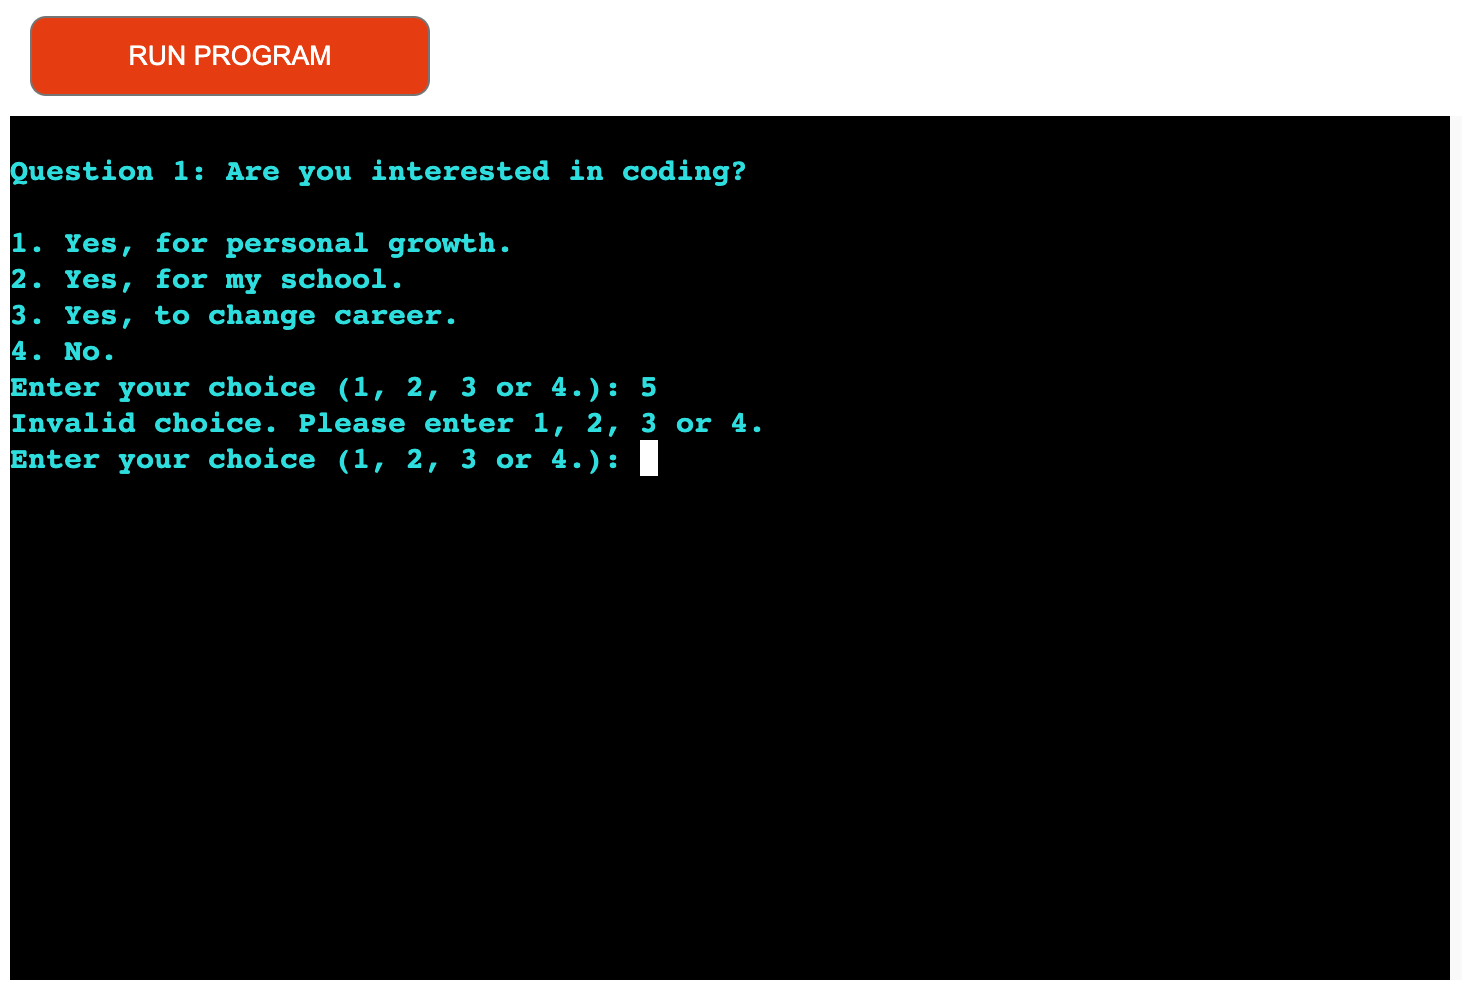 RUN PROGRAM
Question 1: Are you interested in coding?
1. Yes, for personal growth.
2. Yes, for my school.
3. Yes, to change career.
4. No.
Enter your choice (1, 2, 3 or 4.): 5
Invalid choice. Please enter 1, 2, 3 or 4.
Enter your choice (1, 2, 3 or 4.):